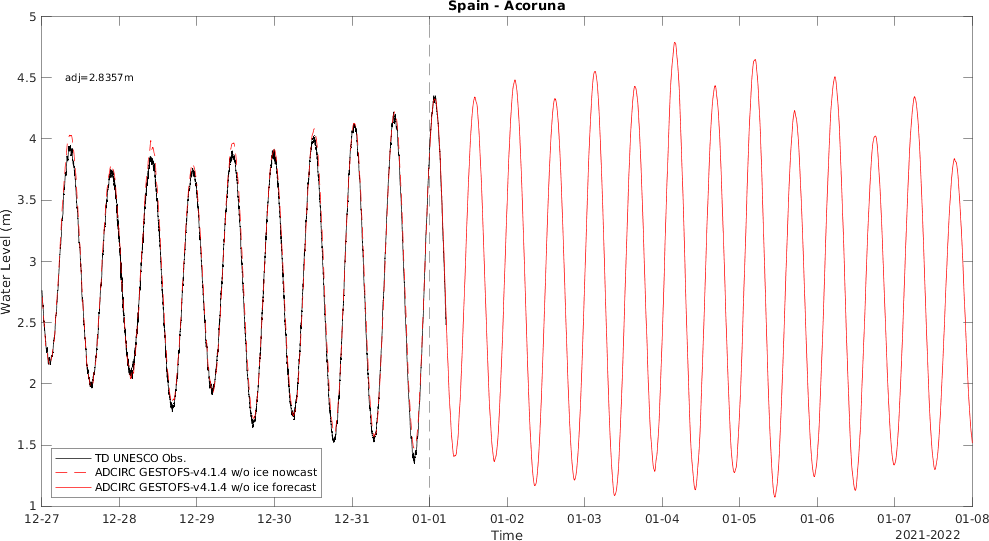 Spain - Acoruna
adj=2.8357m
Water Level (m)
5
4.5
4
3.5
3
2.5
2
1.5
1
TD UNESCO Obs.
ADCIRC GESTOFS-v4.1.4 w/o ice nowcast
ADCIRC GESTOFS-v4.1.4 w/o ice forecast
12-27 12-28 12-29 12-30 12-31 01-01 01-02 01-03 01-04 01-05 01-06 01-07 01-08
Time
2021-2022